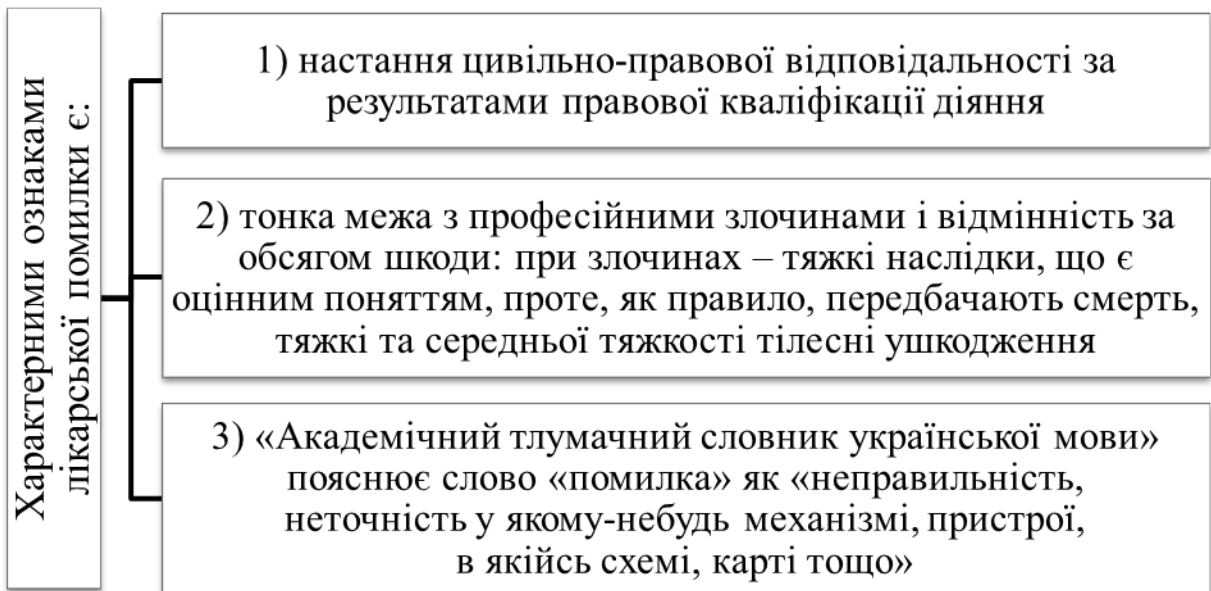 Характерними ознаками
лікарської помилки є:
1) настання цивільно-правової відповідальності за
результатами правової кваліфікації діяння
2) тонка межа з професійними злочинами і відмінність за
обсягом шкоди: при злочинах – тяжкі наслідки, що є
оцінним поняттям, проте, як правило, передбачають смерть,
тяжкі та середньої тяжкості тілесні ушкодження
3) «Академічний тлумачний словник української мови»
пояснює слово «помилка» як «неправильність,
неточність у якому-небудь механізмі, пристрої,
в якійсь схемі, карті тощо»